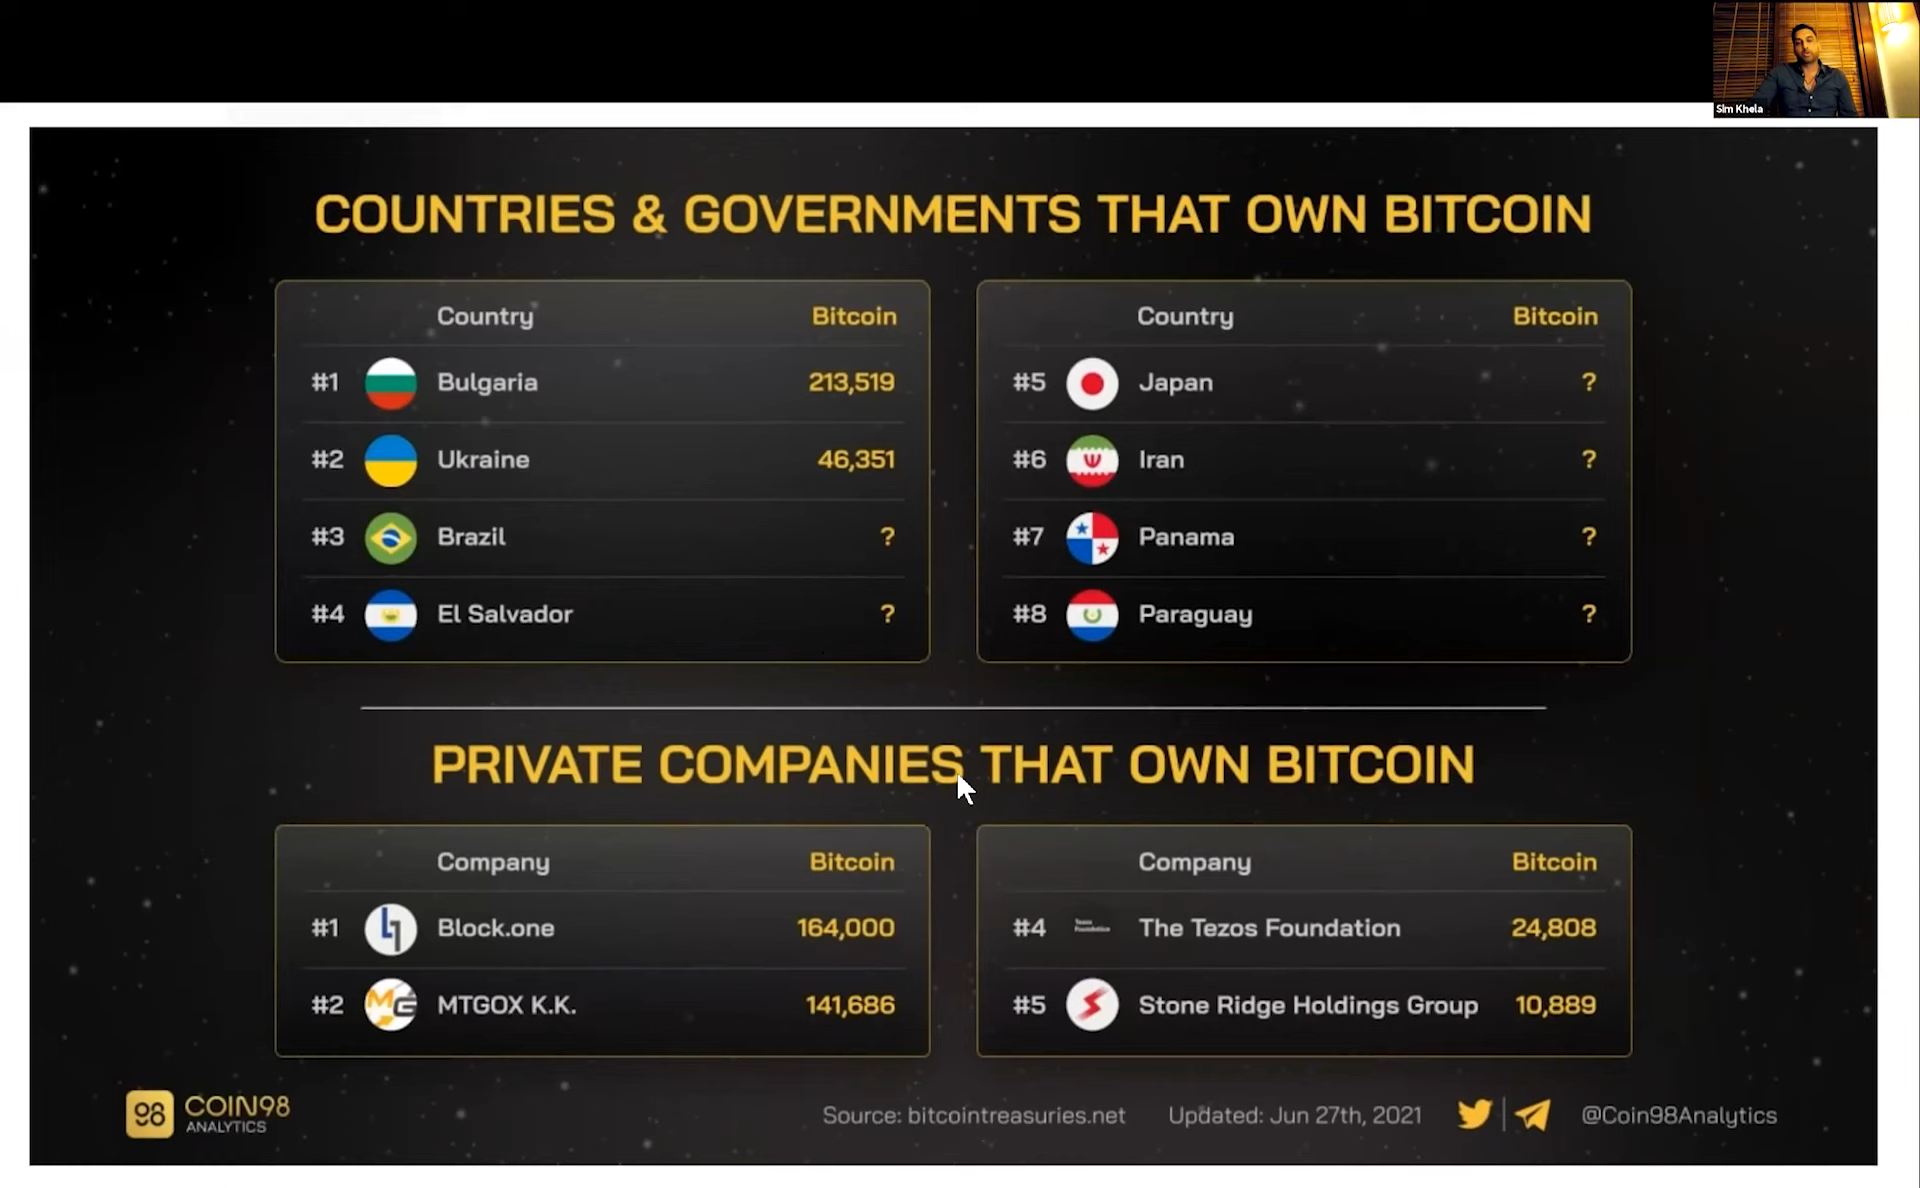 Sim Khela
COUNTRIES & GOVERNMENTS THAT OWN BITCOIN
Country Bitcoin
#1 Bulgaria 213,519
#2 Ukraine 46,351
#3 Brazil ?
#4 El Salvador ?
Country Bitcoin
#5 Japan ?
#6 Iran ?
#7 Panama ?
#8 Paraguay ?
PRIVATE COMPANIES THAT OWN BITCOIN
Company Bitcoin
#1 Block.one 164,000
#2 MTGOX K.K. 141,686
Company Bitcoin
#4 Tezos Foundation The Tezos Foundation 24,808
#5 Stone Ridge Holdings Group 10,889
98 COIN98
ANALYTICS
Source: bitcointreasuries.net Updated: Jun 27th, 2021 @Coin98Analytics